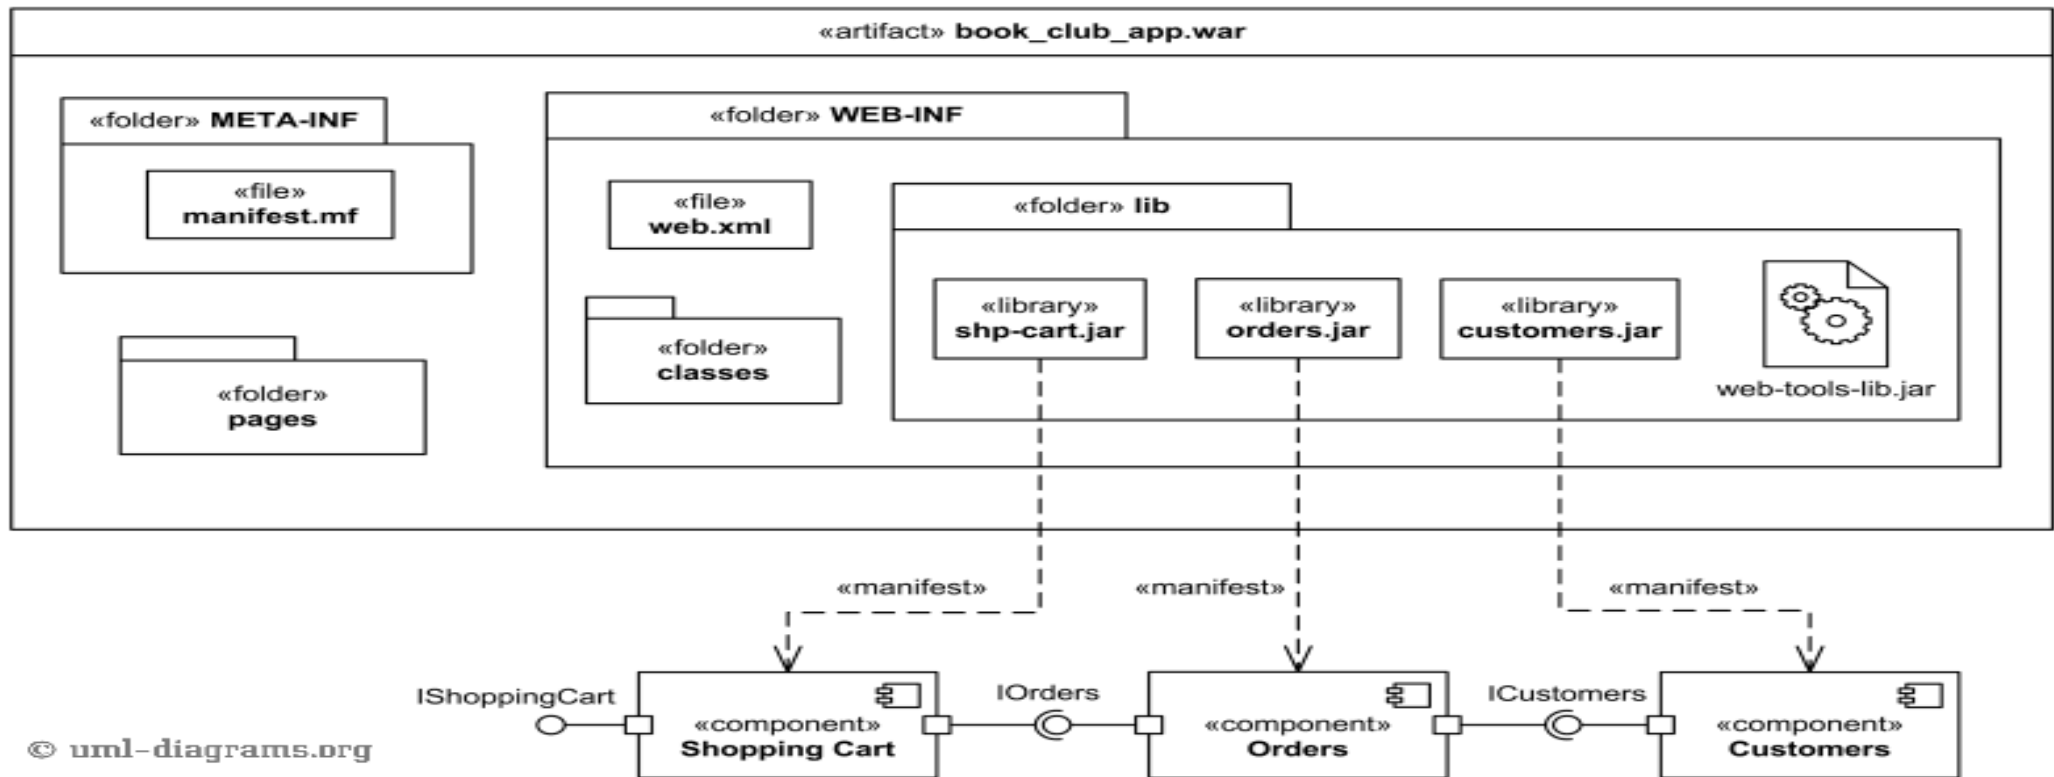 «artifact» book_club_app.war
«folder» META-INF
«file»
manifest.mf
«folder»
pages
«folder» WEB-INF
«file»
web.xml
«folder»
classes
«folder» lib
«library»
shp-cart.jar
«library»
orders.jar
«library»
customers.jar
web-tools-lib.jar
«manifest»
«manifest»
«manifest»
IShoppingCart
«component»
Shopping Cart
IOrders
«component»
Orders
ICustomers
«component»
Customers
© uml-diagrams.org